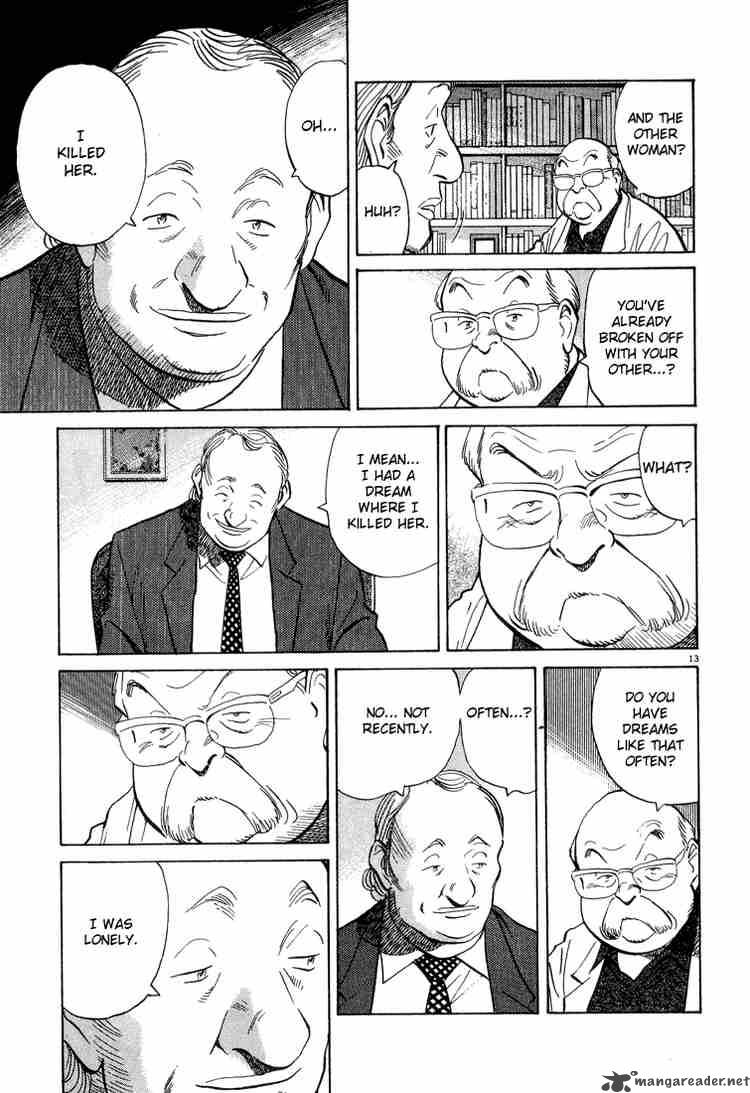 AND THE
OTHER
WOMAN?
HUH?
YOU'VE
ALREADY
BROKEN OFF
WITH YOUR
OTHER...?
OH...
I
KILLED
HER.
WHAT?
I MEAN...
I HAD A
DREAM
WHERE I
KILLED HER.
13
DO YOU
HAVE
DREAMS
LIKE THAT
OFTEN?
OFTEN...?
NO... NOT
RECENTLY.
I WAS
LONELY.
mangareader.net